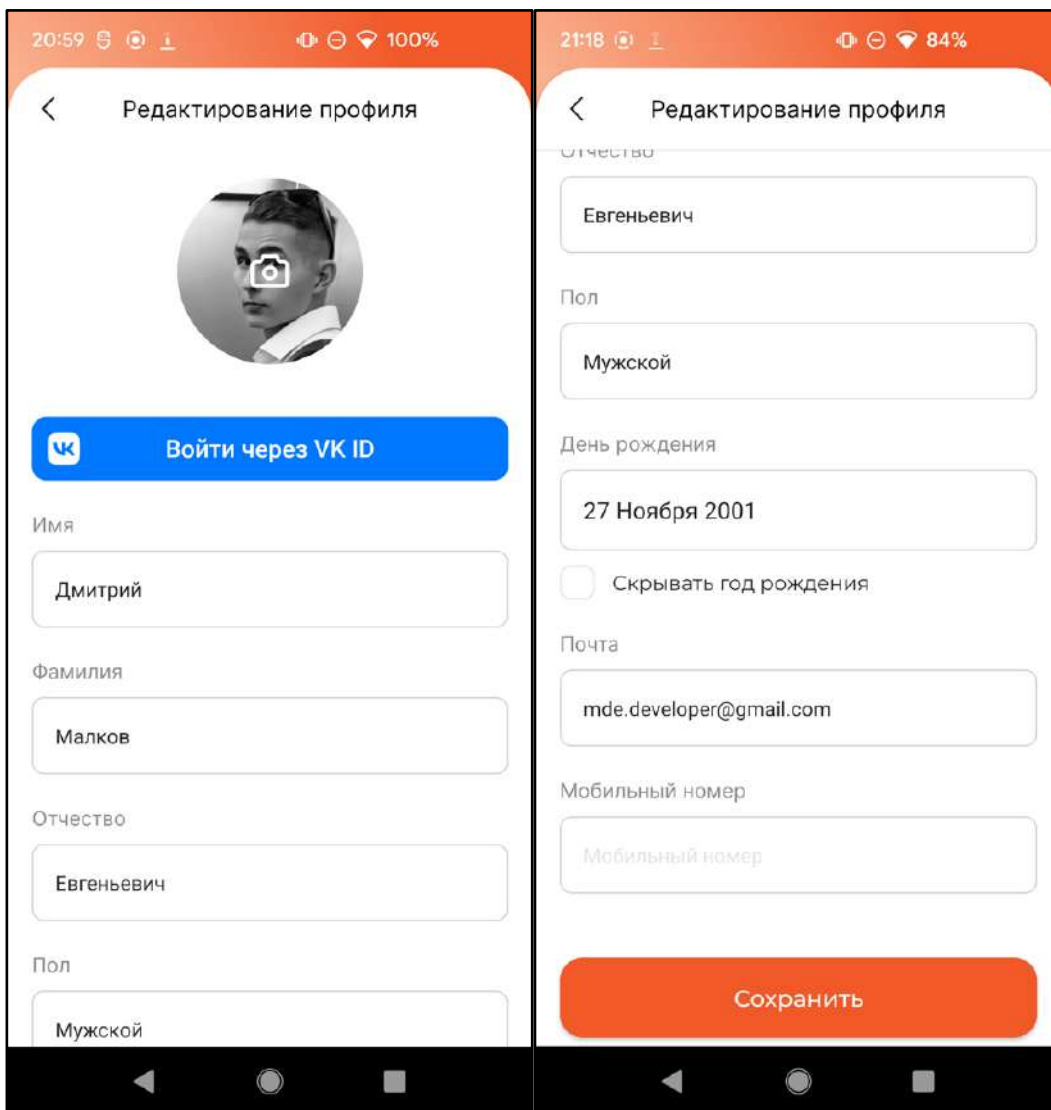 20:59
100%
Редактирование профиля
Войти через VK ID
Имя
Дмитрий
Фамилия
Малков
Отчество
Евгеньевич
Пол
Мужской
21:18
84%
Редактирование профиля
Отчество
Евгеньевич
Пол
Мужской
День рождения
27 Ноября 2001
Скрывать год рождения
Почта
mde.developer@gmail.com
Мобильный номер
Мобильный номер
Сохранить